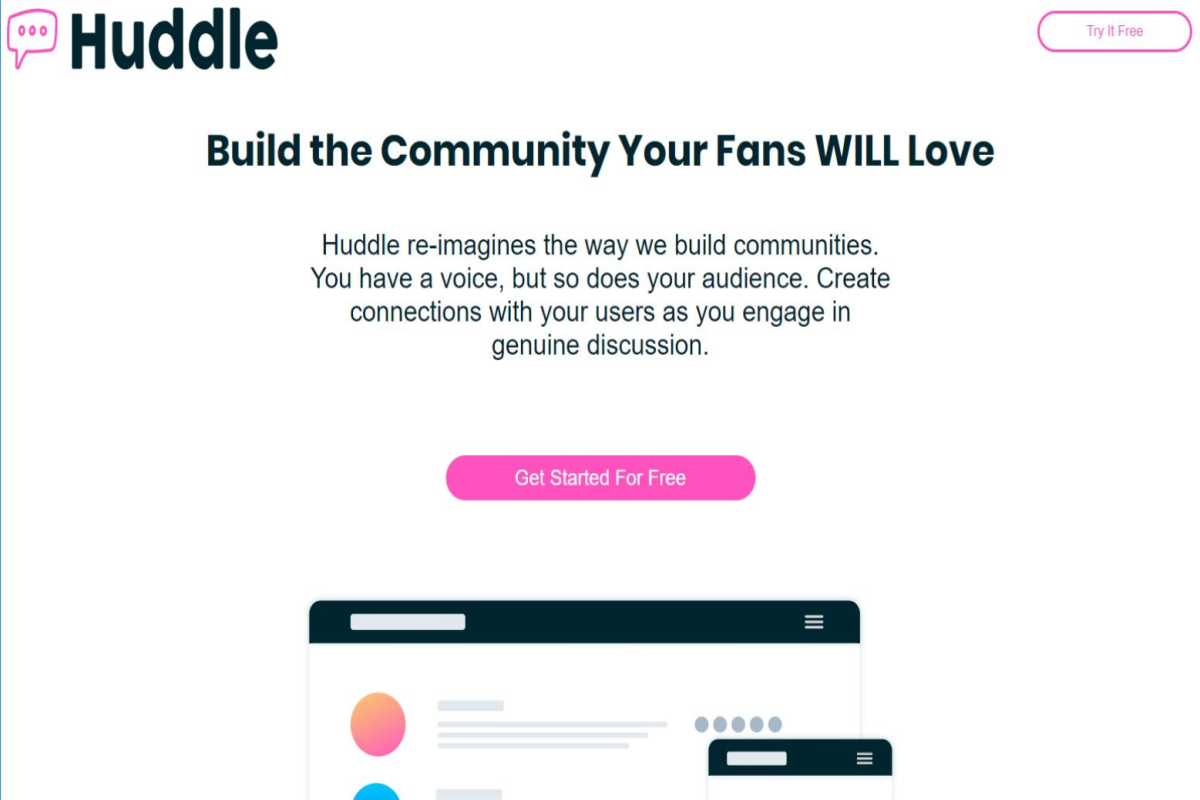 Huddle
Try It Free
Build the Community Your Fans WILL Love
Huddle re-imagines the way we build communities.
You have a voice, but so does your audience. Create
connections with your users as you engage in
genuine discussion.
Get Started For Free